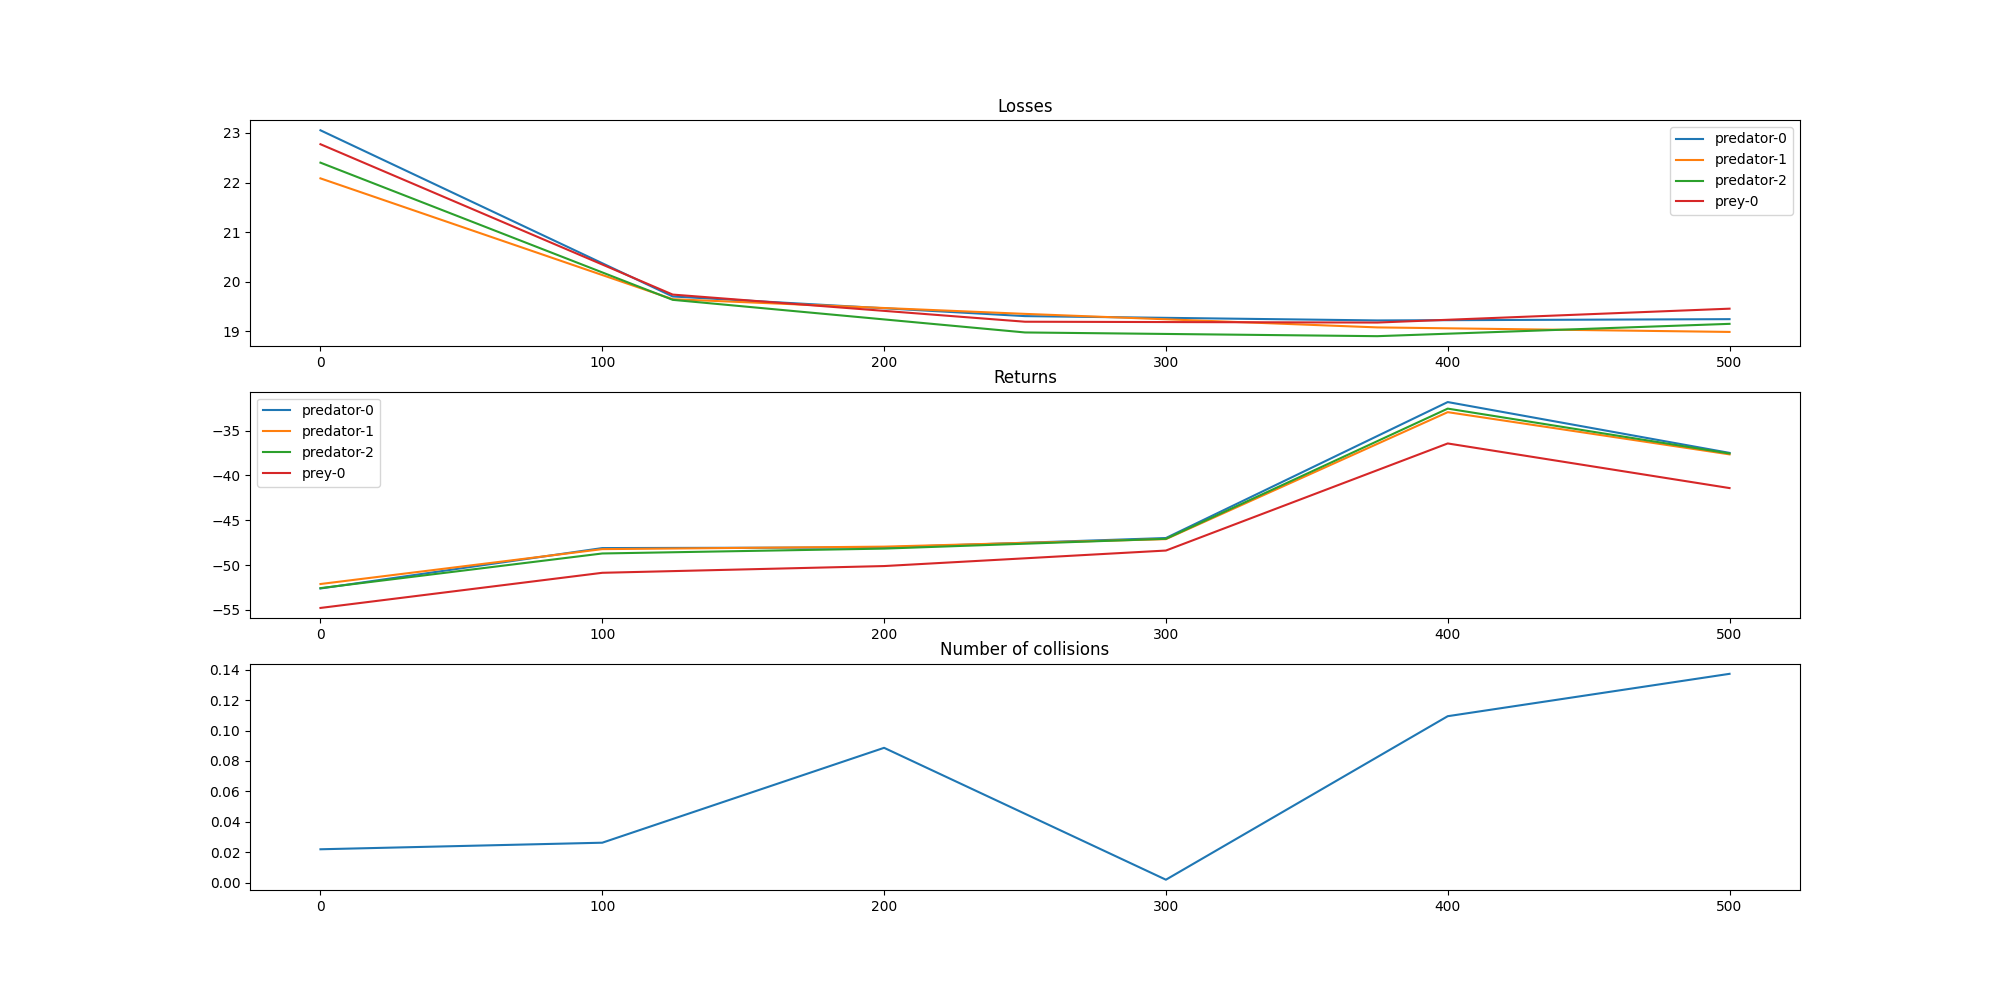 Losses
23
22
21
20
19
predator-0
predator-1
predator-2
prey-0
0 100 200 300 400 500
Returns
−35
−40
−45
−50
−55
predator-0
predator-1
predator-2
prey-0
0 100 200 300 400 500
Number of collisions
0.14
0.12
0.10
0.08
0.06
0.04
0.02
0.00
0 100 200 300 400 500